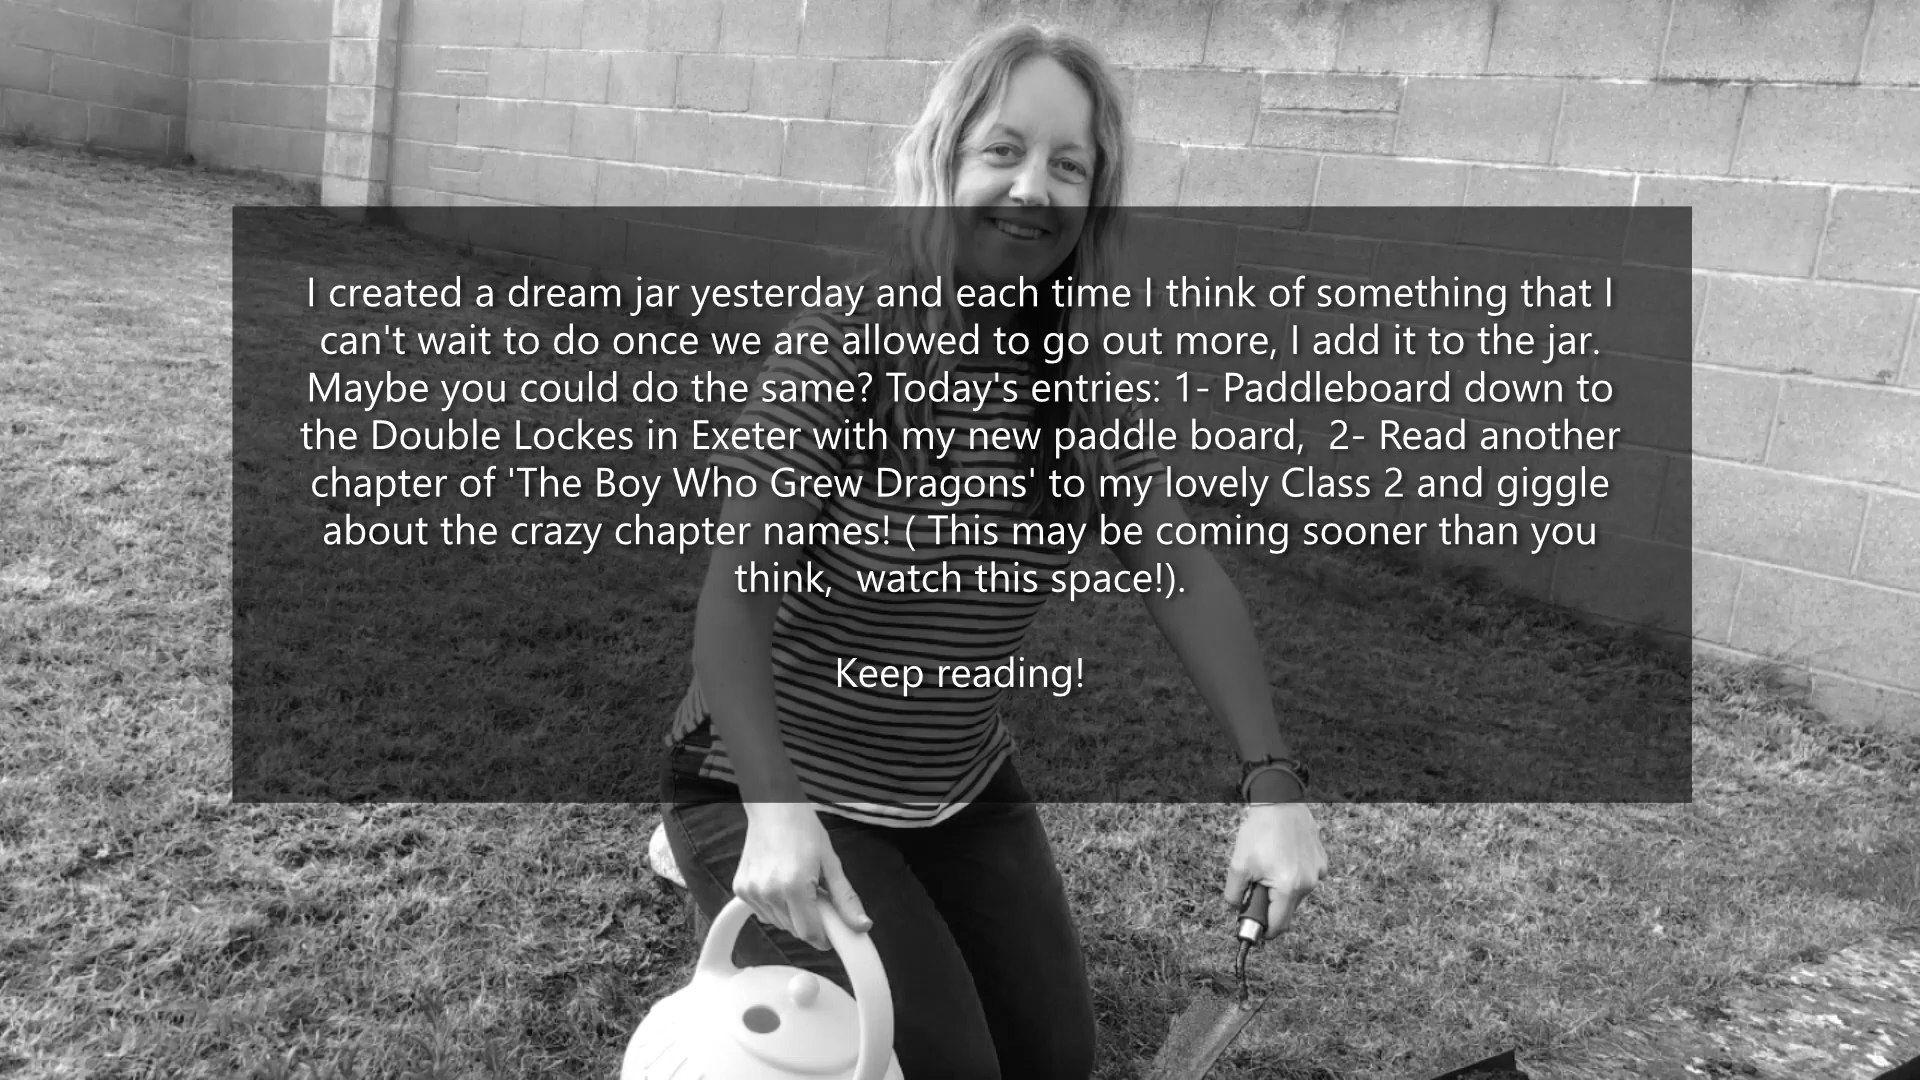 I created a dream jar yesterday and each time I think of something that I
can't wait to do once we are allowed to go out more, I add it to the jar.
Maybe you could do the same? Today's entries: 1- Paddleboard down to
the Double Lockes in Exeter with my new paddle board,  2- Read another
chapter of 'The Boy Who Grew Dragons' to my lovely Class 2 and giggle
about the crazy chapter names! ( This may be coming sooner than you
think,  watch this space!).
Keep reading!